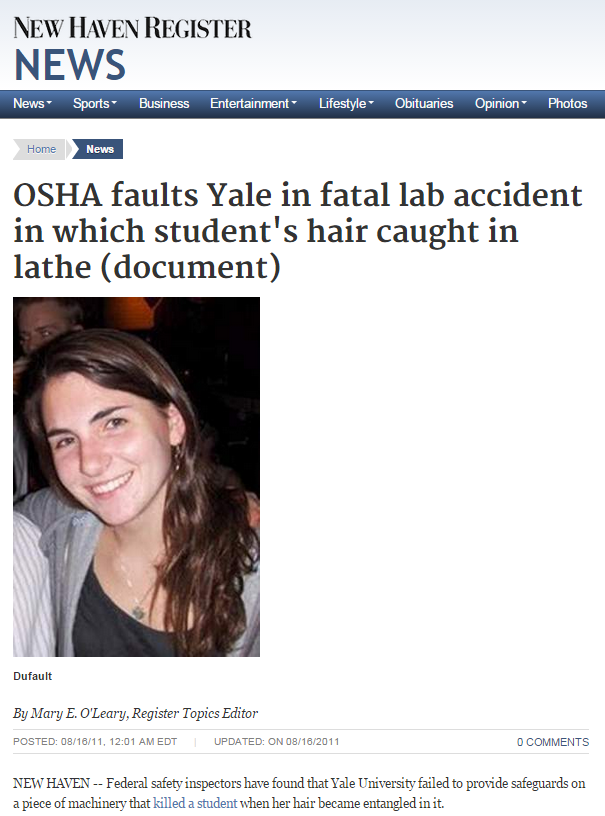 NEW HAVEN REGISTER
NEWS
News Sports Business Entertainment Lifestyle Obituaries Opinion Photos
Home News
OSHA faults Yale in fatal lab accident
in which student's hair caught in
lathe (document)
Dufault
By Mary E. O'Leary, Register Topics Editor
POSTED: 08/16/11, 12:01 AM EDT | UPDATED: ON 08/16/2011 0 COMMENTS
NEW HAVEN -- Federal safety inspectors have found that Yale University failed to provide safeguards on
a piece of machinery that killed a student when her hair became entangled in it.